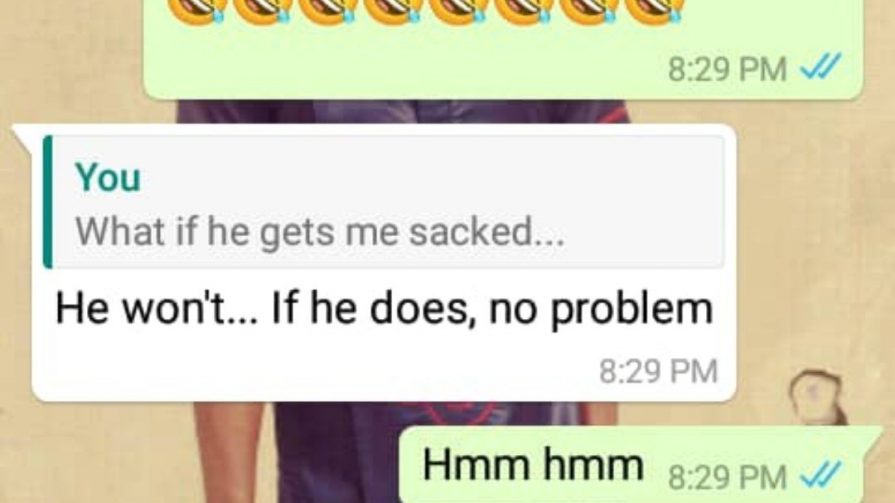 8:29 PM
You
What if he gets me sacked...
He won't... If he does, no problem
8:29 PM
Hmm hmm 8:29 PM